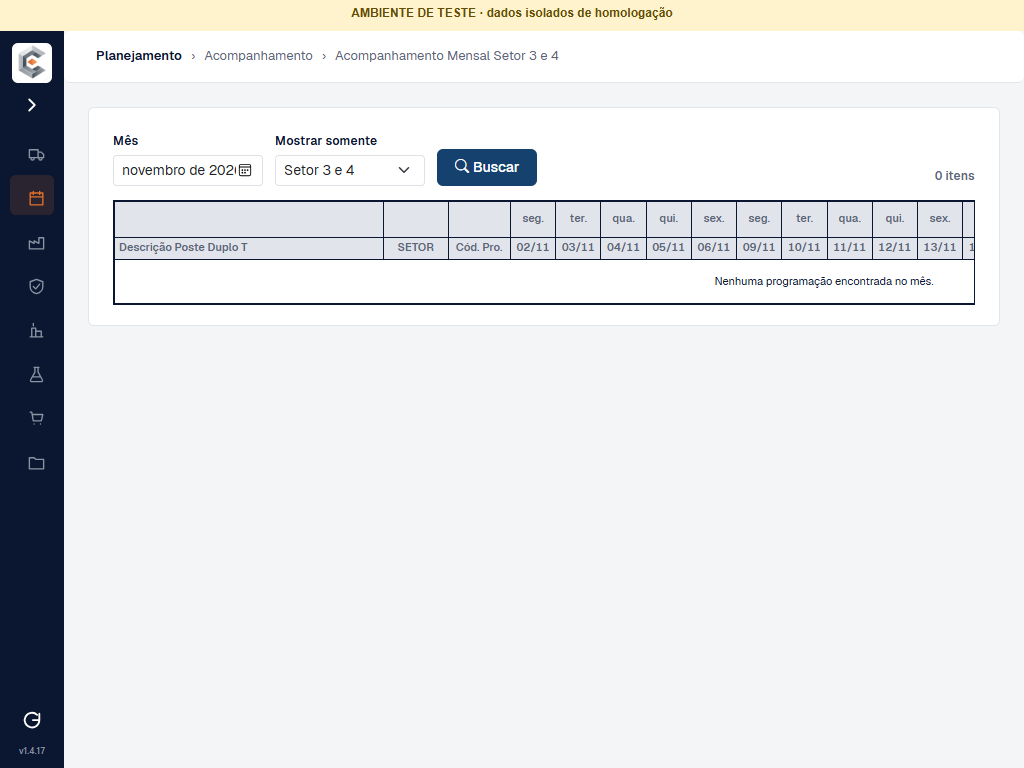 AMBIENTE DE TESTE · dados isolados de homologação
Planejamento › Acompanhamento › Acompanhamento Mensal Setor 3 e 4
Mês
Mostrar somente
novembro de
Setor 3 e 4
Buscar
0 itens
seg. ter. qua. qui. sex. seg. ter. qua. qui. sex.
Descrição Poste Duplo T SETOR Cód. Pro. 02/11 03/11 04/11 05/11 06/11 09/11 10/11 11/11 12/11 13/11
Nenhuma programação encontrada no mês.
v1.4.17